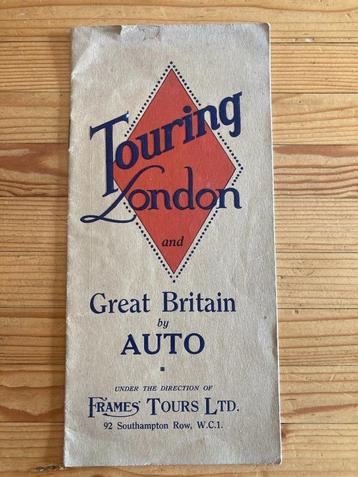 Touring
London
and
Great Britain
by
AUTO
UNDER THE DIRECTION OF
FRAMES' TOURS LTD.
92 Southampton Row, W.C.1.